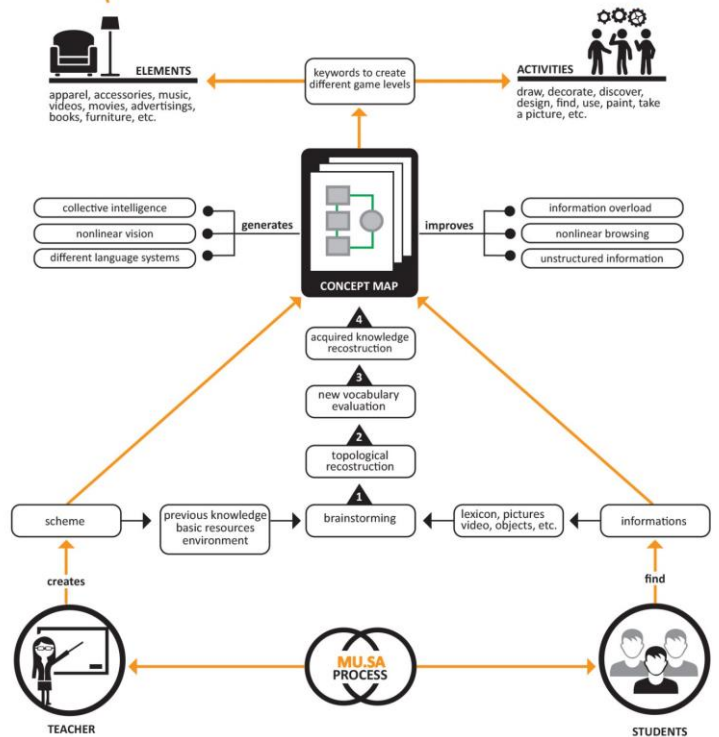 ELEMENTS
apparel, accessories, music,
videos, movies, advertisings,
books, furniture, etc.
keywords to create
different game levels
ACTIVITIES
draw, decorate, discover,
design, find, use, paint, take
a picture, etc.
collective intelligence
nonlinear vision
different language systems
generates
CONCEPT MAP
improves
information overload
nonlinear browsing
unstructured information
4
acquired knowledge
recostruction
3
new vocabulary
evaluation
2
topological
recostruction
1
scheme
previous knowledge
basic resources
environment
brainstorming
lexicon, pictures
video, objects, etc.
informations
creates
find
MU.SA
PROCESS
TEACHER
STUDENTS